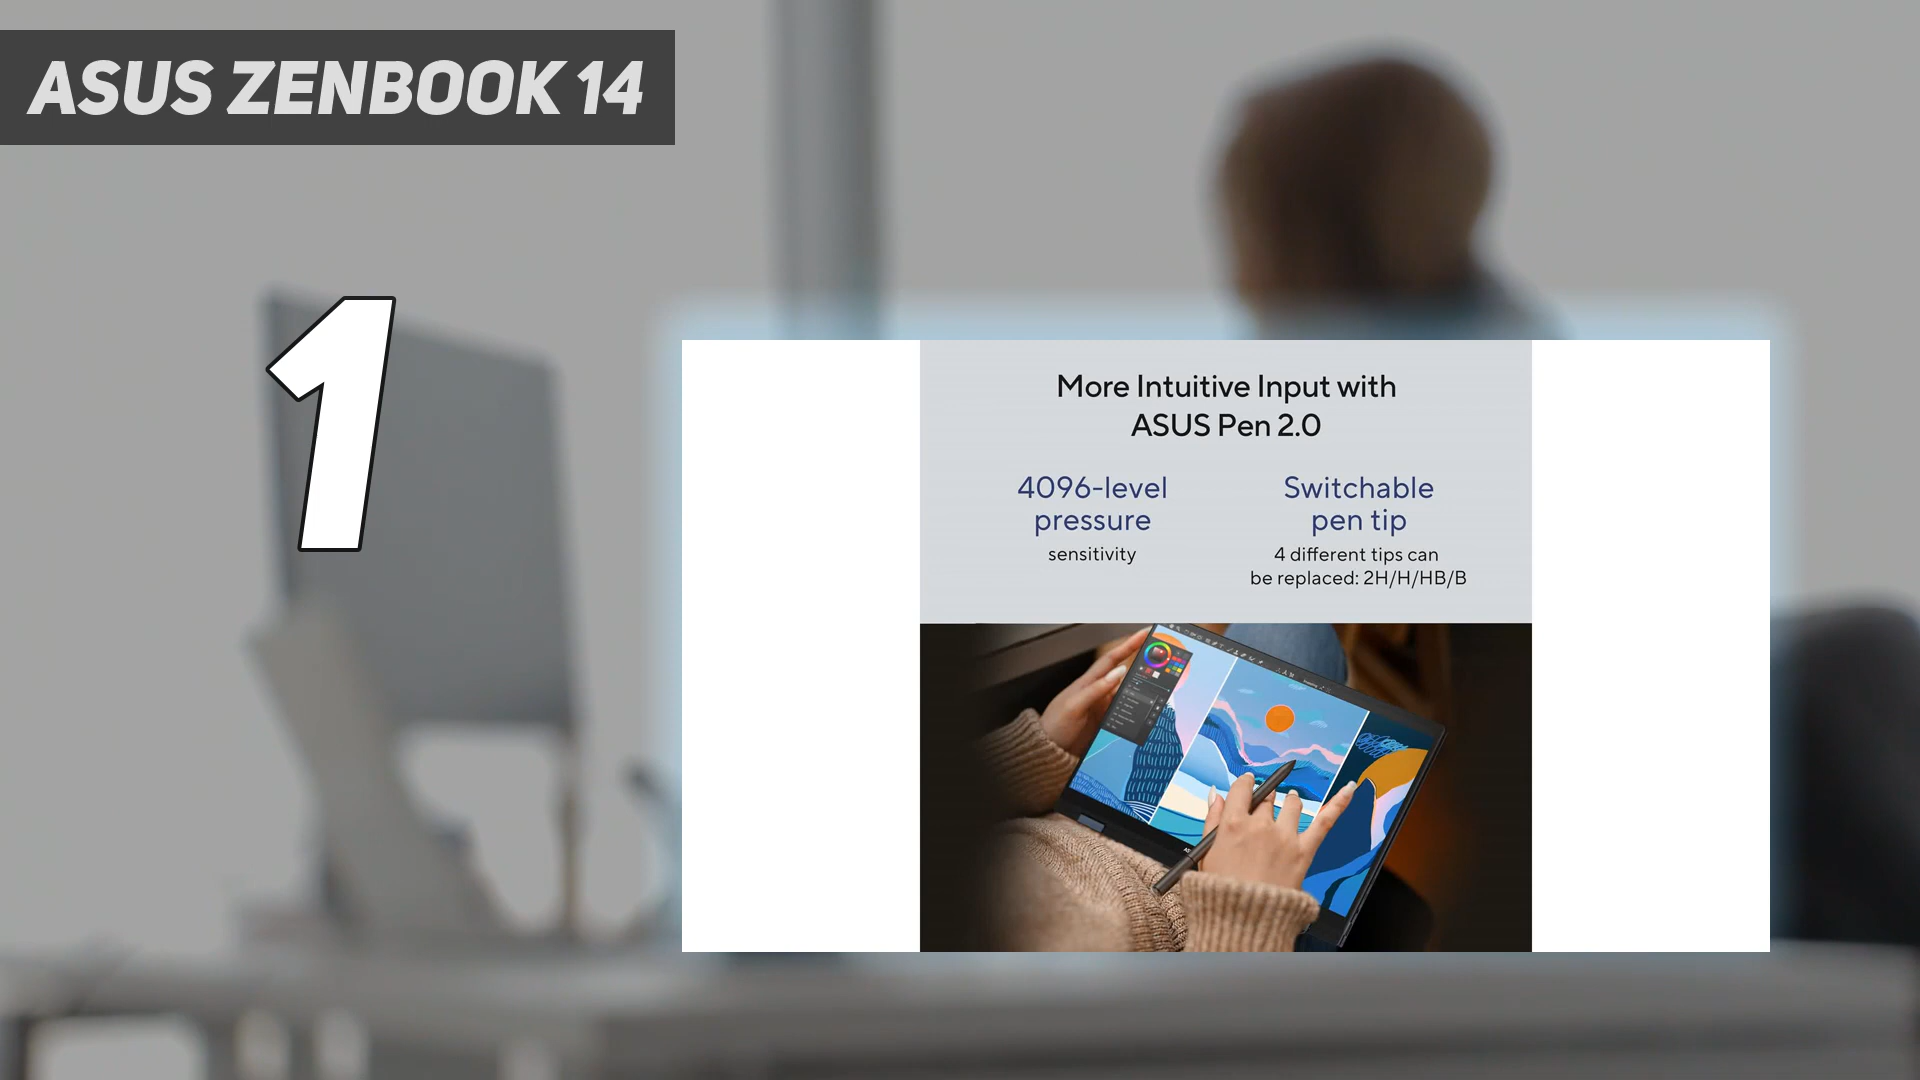 ASUS ZENBOOK 14
1
More Intuitive Input with
ASUS Pen 2.0
4096-level
pressure
sensitivity
Switchable
pen tip
4 different tips can
be replaced: 2H/H/HB/B